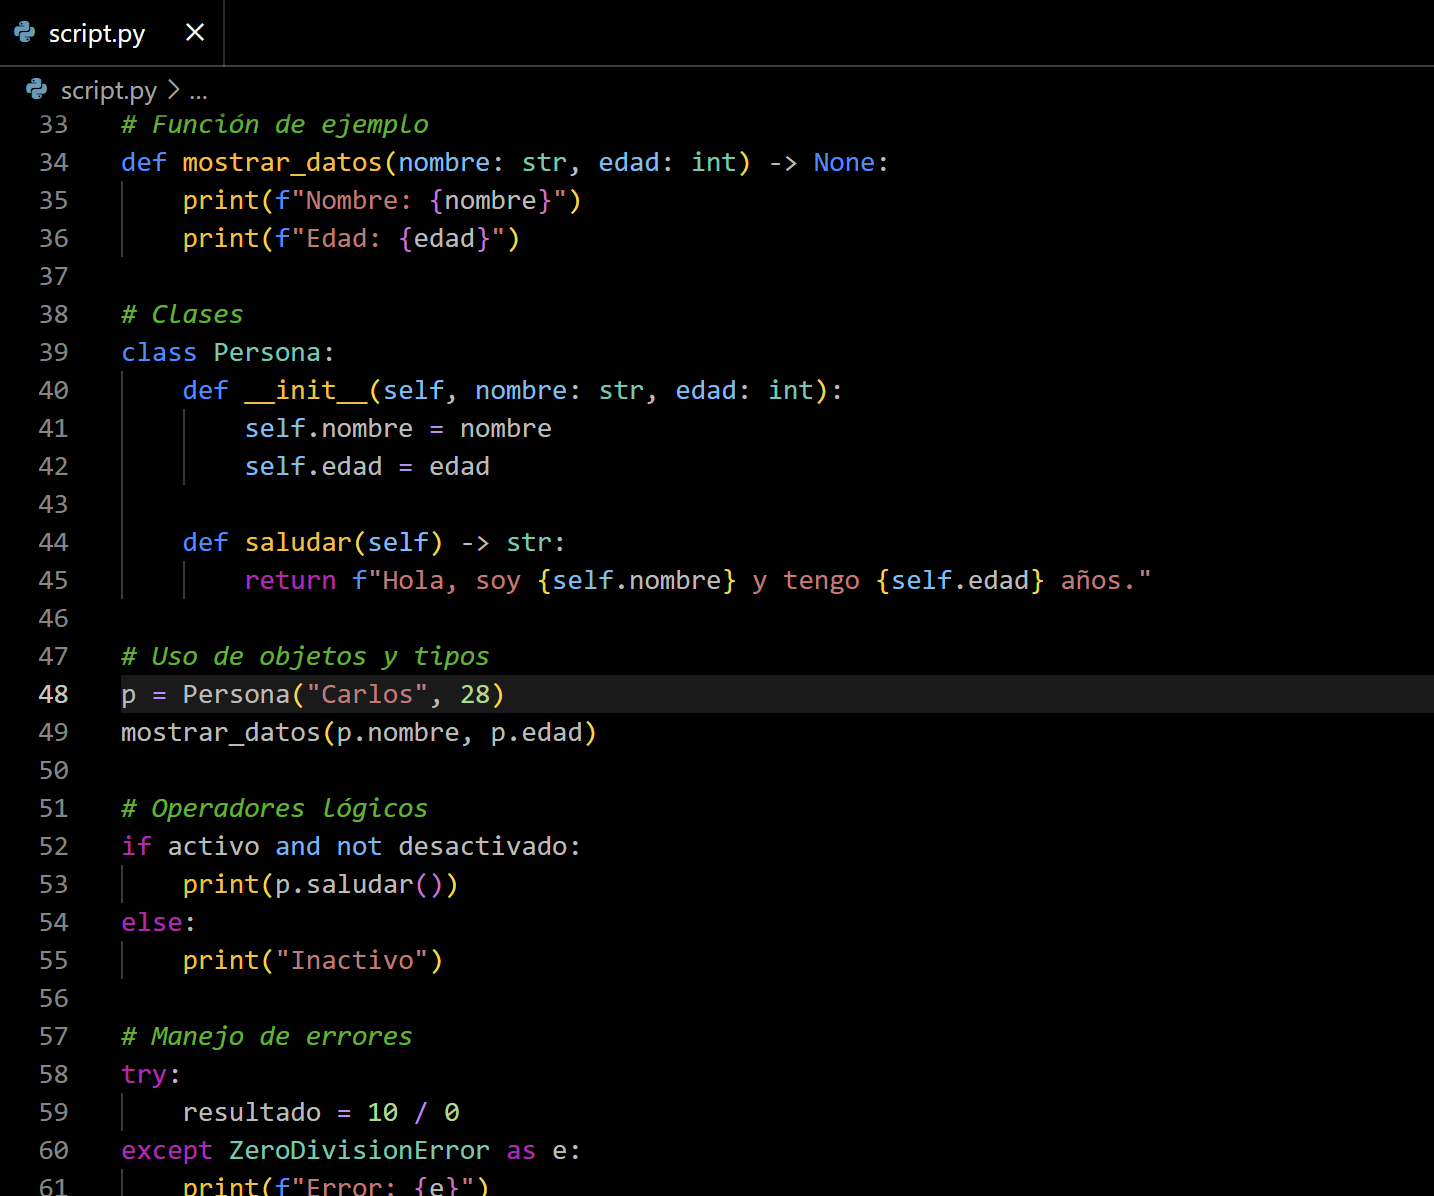 script.py
script.py > ...
33 # Función de ejemplo
34 def mostrar_datos(nombre: str, edad: int) -> None:
35     print(f"Nombre: {nombre}")
36     print(f"Edad: {edad}")
37
38 # Clases
39 class Persona:
40     def __init__(self, nombre: str, edad: int):
41         self.nombre = nombre
42         self.edad = edad
43
44     def saludar(self) -> str:
45         return f"Hola, soy {self.nombre} y tengo {self.edad} años."
46
47 # Uso de objetos y tipos
48 p = Persona("Carlos", 28)
49 mostrar_datos(p.nombre, p.edad)
50
51 # Operadores lógicos
52 if activo and not desactivado:
53     print(p.saludar())
54 else:
55     print("Inactivo")
56
57 # Manejo de errores
58 try:
59     resultado = 10 / 0
60 except ZeroDivisionError as e:
61     print(f"Error: {e}")